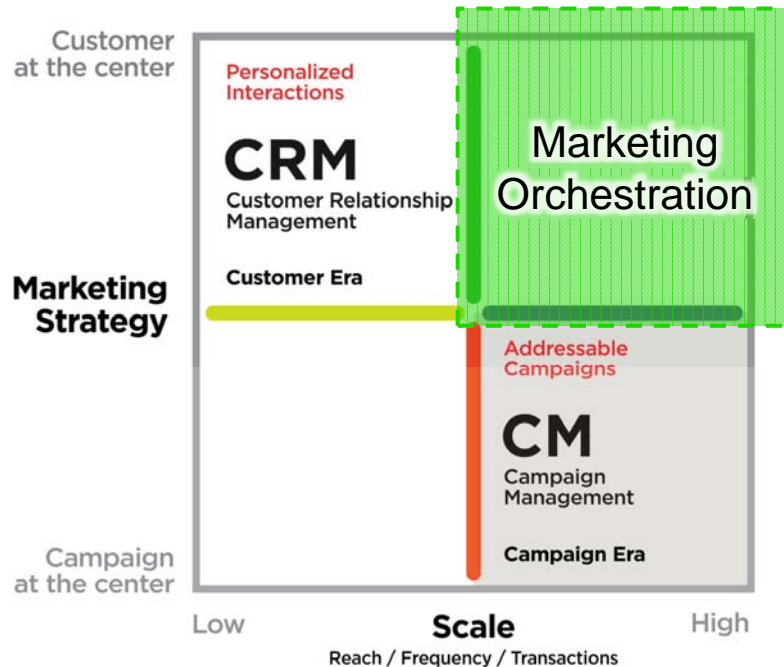 Customer
at the center
Personalized
Interactions
CRM
Customer Relationship
Management
Customer Era
Marketing
Orchestration
Marketing
Strategy
Addressable
Campaigns
CM
Campaign
Management
Campaign Era
Campaign
at the center
Low
Scale
High
Reach / Frequency / Transactions